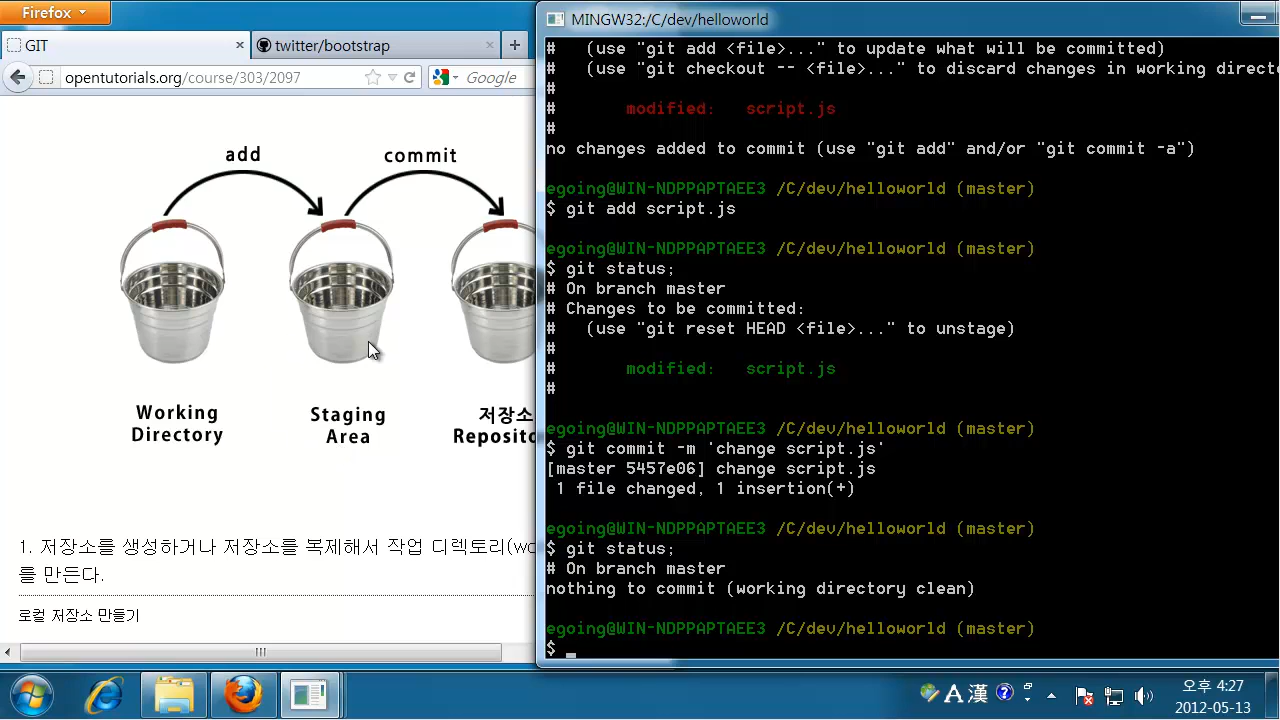 Firefox
GIT
twitter/bootstrap
opentutorials.org/course/303/2097
Google
add
commit
Working
Directory
Staging
Area
저장소
1. 저장소를 생성하거나 저장소를 복제해서 작업 디렉토리
를 만든다.
로컬 저장소 만들기
MINGW32:/C/dev/helloworld
#   (use "git add <file>..." to update what will be committed)
#   (use "git checkout -- <file>..." to discard changes in working
#
#       modified:   script.js
#
no changes added to commit (use "git add" and/or "git commit -a")
egoing@WIN-NDPPAPTAEE3 /C/dev/helloworld (master)
$ git add script.js
egoing@WIN-NDPPAPTAEE3 /C/dev/helloworld (master)
$ git status;
# On branch master
# Changes to be committed:
#   (use "git reset HEAD <file>..." to unstage)
#
#       modified:   script.js
#
egoing@WIN-NDPPAPTAEE3 /C/dev/helloworld (master)
$ git commit -m 'change script.js'
[master 5457e06] change script.js
 1 file changed, 1 insertion(+)
egoing@WIN-NDPPAPTAEE3 /C/dev/helloworld (master)
$ git status;
# On branch master
nothing to commit (working directory clean)
egoing@WIN-NDPPAPTAEE3 /C/dev/helloworld (master)
$ _
A 漢
오후 4:27
2012-05-13